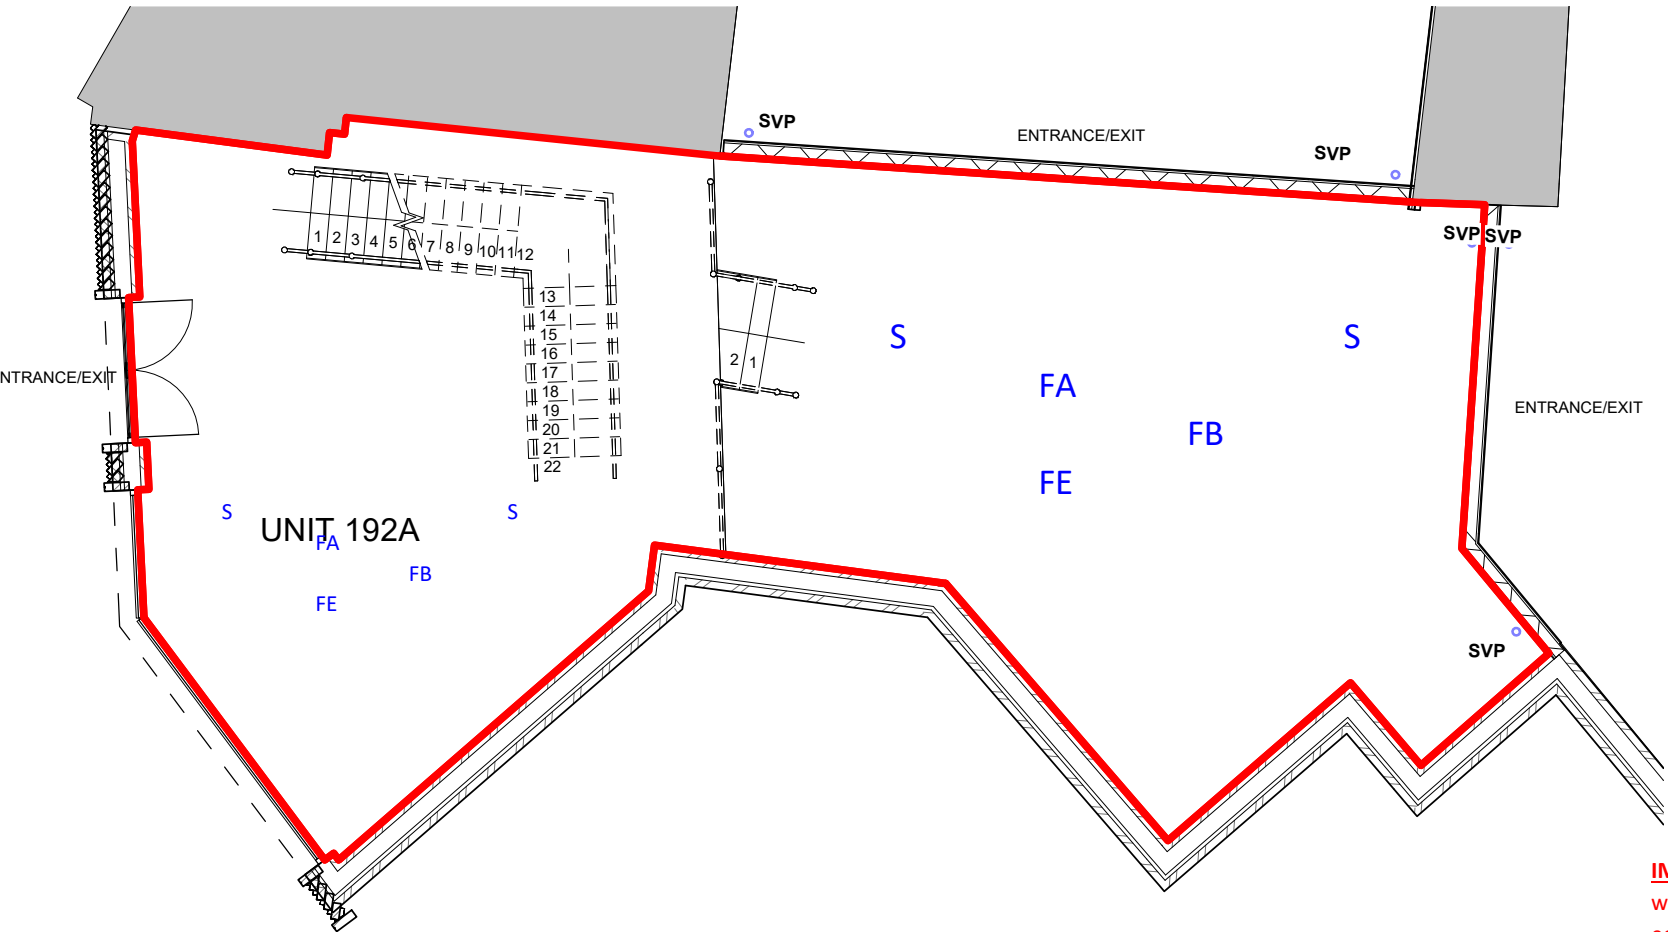 SVP
ENTRANCE/EXIT
SVP
SVP SVP
1 2 3 4 5 6 7 8 9 10 11 12
13
14
15
16
17
18
19
20
21
22
2 1
S
S
FA
FB
FE
NTRANCE/EXIT
ENTRANCE/EXIT
S
S
UNIT 192A
FA
FB
FE
SVP